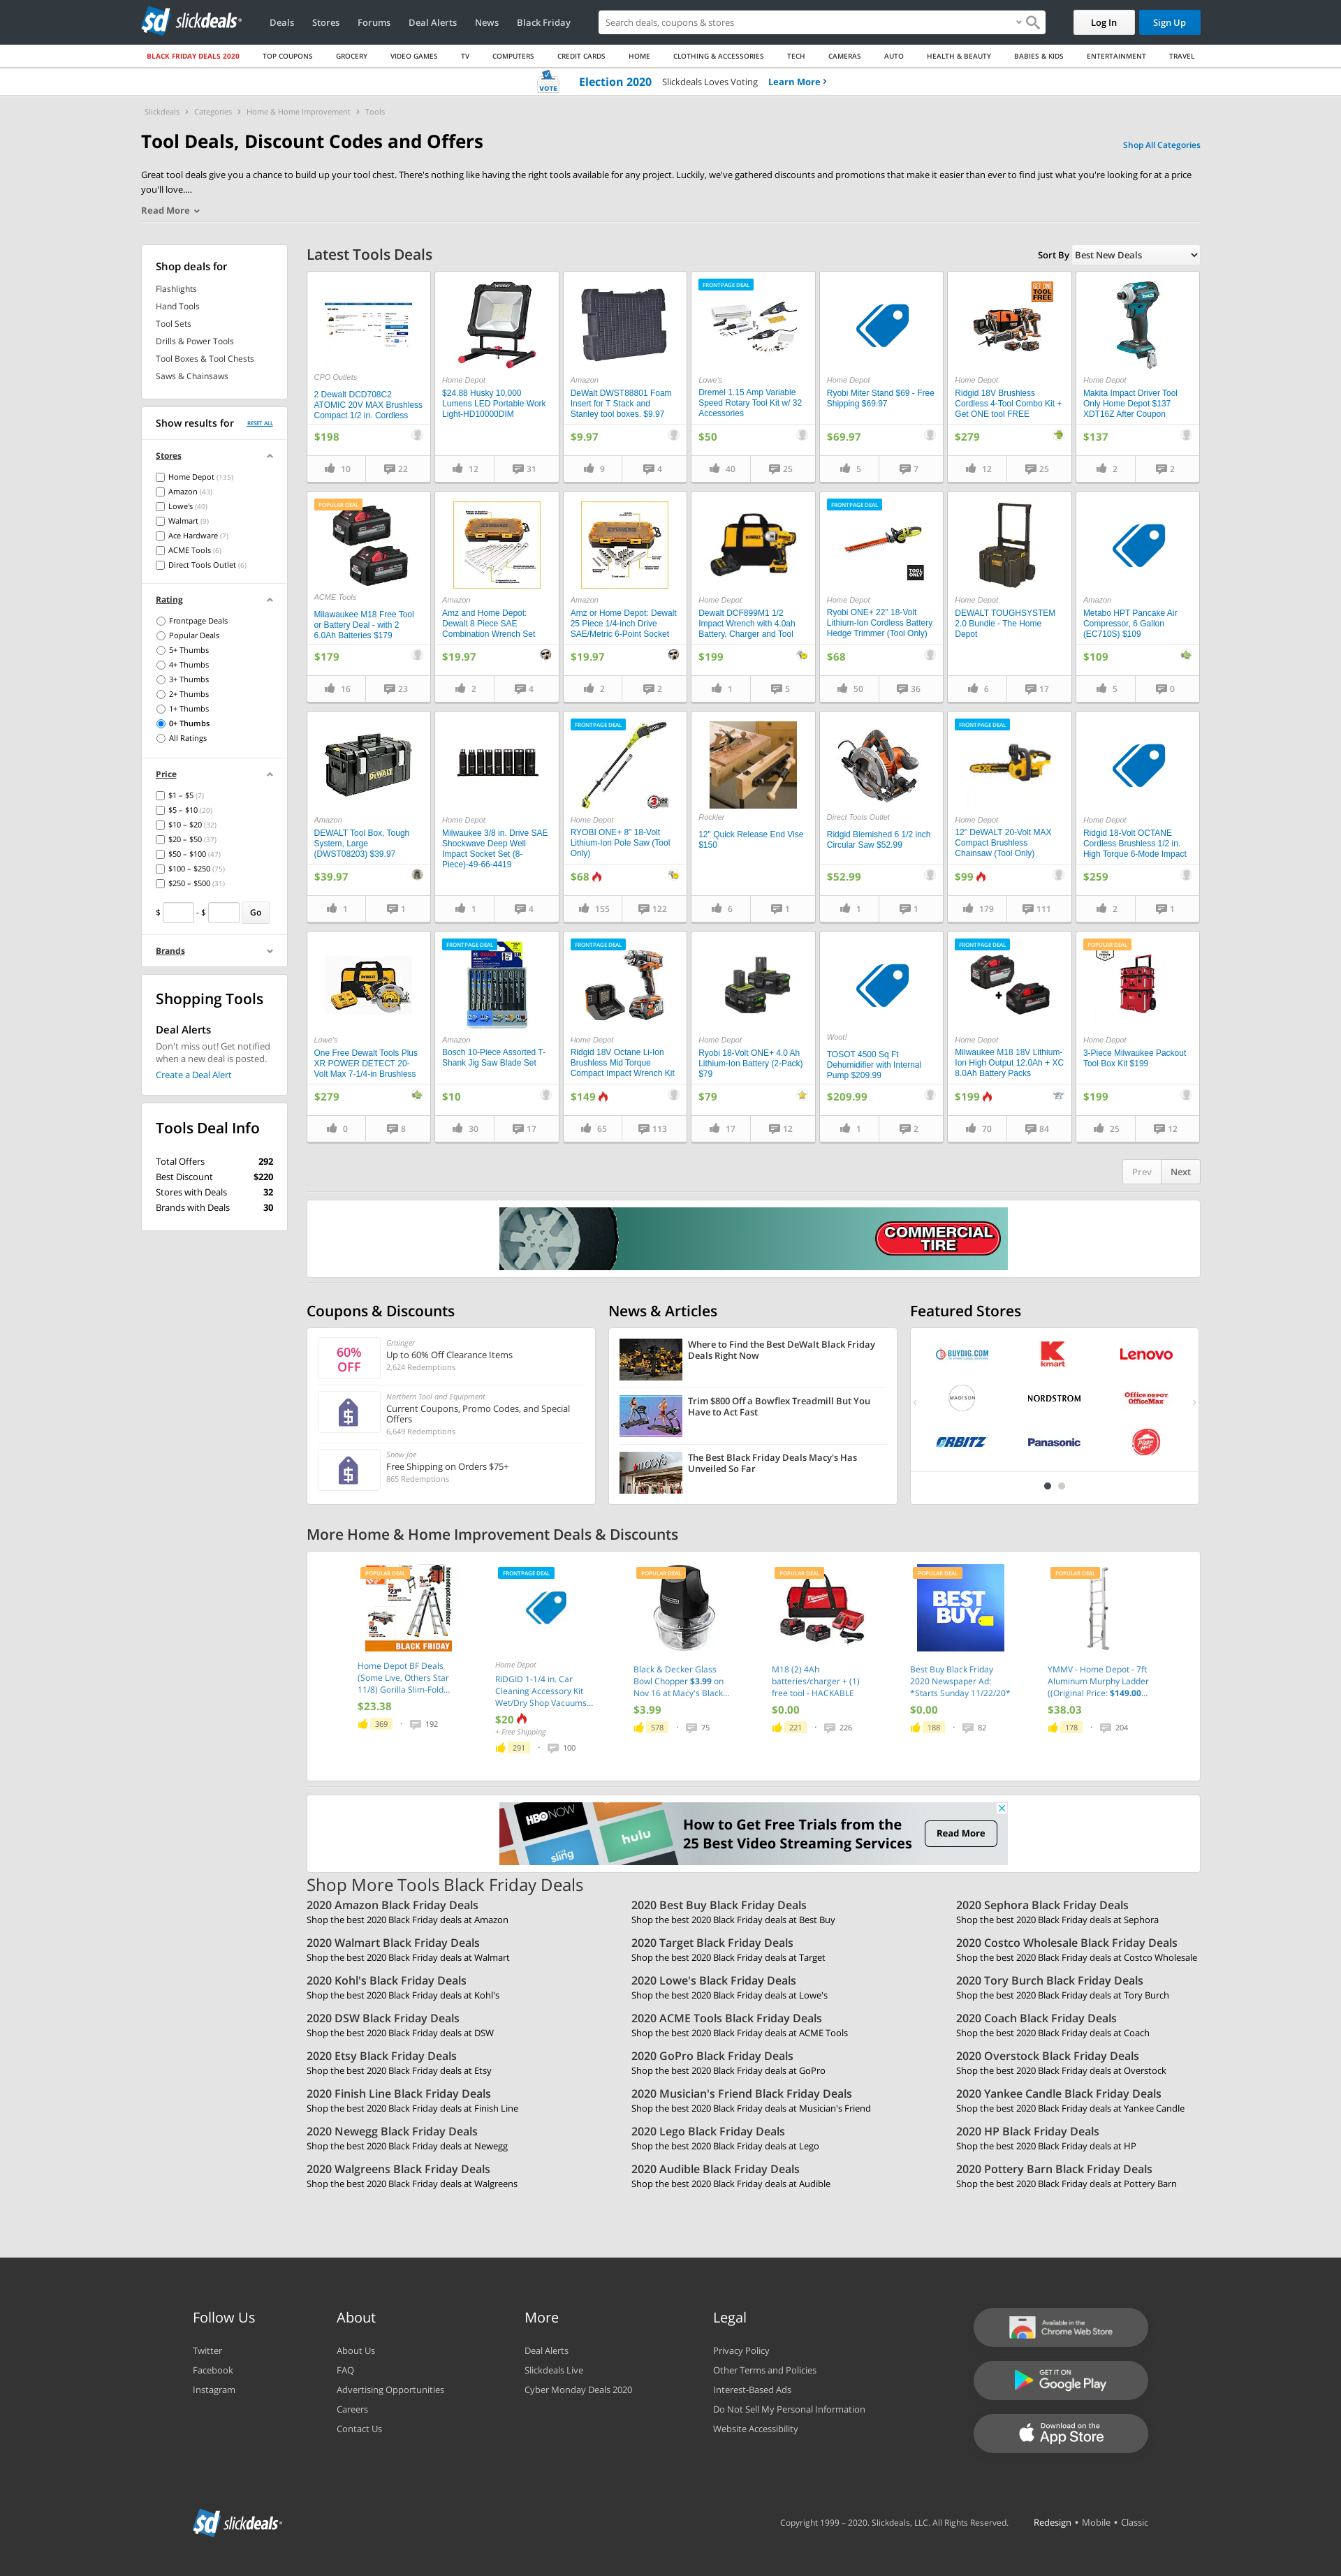 slickdeals
Deals
Stores
Forums
Deal Alerts
News
Black Friday
Search deals, coupons & stores
Log In
Sign Up
BLACK FRIDAY DEALS 2020
TOP COUPONS
GROCERY
VIDEO GAMES
TV
COMPUTERS
CREDIT CARDS
HOME
CLOTHING & ACCESSORIES
TECH
CAMERAS
AUTO
HEALTH & BEAUTY
BABIES & KIDS
ENTERTAINMENT
TRAVEL
VOTE
Election 2020
Slickdeals Loves Voting
Learn More
Slickdeals
Categories
Home & Home Improvement
Tools
Tool Deals, Discount Codes and Offers
Shop All Categories
Great tool deals give you a chance to build up your tool chest. There's nothing like having the right tools available for any project. Luckily, we've gathered discounts and promotions that make it easier than ever to find just what you're looking for at a price
you'll love....
Read More
Shop deals for
Flashlights
Hand Tools
Tool Sets
Drills & Power Tools
Tool Boxes & Tool Chests
Saws & Chainsaws
Show results for
RESET ALL
Stores
Home Depot (135)
Amazon (43)
Lowe's (40)
Walmart (9)
Ace Hardware (7)
ACME Tools (6)
Direct Tools Outlet (6)
Rating
Frontpage Deals
Popular Deals
5+ Thumbs
4+ Thumbs
3+ Thumbs
2+ Thumbs
1+ Thumbs
0+ Thumbs
All Ratings
Price
$1 – $5 (7)
$5 – $10 (20)
$10 – $20 (32)
$20 – $50 (37)
$50 – $100 (47)
$100 – $250 (75)
$250 – $500 (31)
$ - $ Go
Brands
Shopping Tools
Deal Alerts
Don't miss out! Get notified
when a new deal is posted.
Create a Deal Alert
Tools Deal Info
Total Offers 292
Best Discount $220
Stores with Deals 32
Brands with Deals 30
Latest Tools Deals
Sort By Best New Deals
CPO Outlets
2 Dewalt DCD708C2
ATOMIC 20V MAX Brushless
Compact 1/2 in. Cordless
$198
10 22
Home Depot
$24.88 Husky 10,000
Lumens LED Portable Work
Light-HD10000DIM
12 31
Amazon
DeWalt DWST88801 Foam
Insert for T Stack and
Stanley tool boxes. $9.97
$9.97
9 4
FRONTPAGE DEAL
Lowe's
Dremel 1.15 Amp Variable
Speed Rotary Tool Kit w/ 32
Accessories
$50
40 25
Home Depot
Ryobi Miter Stand $69 - Free
Shipping $69.97
$69.97
5 7
TOOL
FREE
Home Depot
Ridgid 18V Brushless
Cordless 4-Tool Combo Kit +
Get ONE tool FREE
$279
12 25
Home Depot
Makita Impact Driver Tool
Only Home Depot $137
XDT16Z After Coupon
$137
2 2
POPULAR DEAL
ACME Tools
Milawaukee M18 Free Tool
or Battery Deal - with 2
6.0Ah Batteries $179
$179
16 23
Amazon
Amz and Home Depot:
Dewalt 8 Piece SAE
Combination Wrench Set
$19.97
2 4
Amazon
Amz or Home Depot: Dewalt
25 Piece 1/4-inch Drive
SAE/Metric 6-Point Socket
$19.97
2 2
Home Depot
Dewalt DCF899M1 1/2
Impact Wrench with 4.0ah
Battery, Charger and Tool
$199
1 5
FRONTPAGE DEAL
TOOL
ONLY
Home Depot
Ryobi ONE+ 22" 18-Volt
Lithium-Ion Cordless Battery
Hedge Trimmer (Tool Only)
$68
50 36
Home Depot
DEWALT TOUGHSYSTEM
2.0 Bundle - The Home
Depot
6 17
Amazon
Metabo HPT Pancake Air
Compressor, 6 Gallon
(EC710S) $109
$109
5 0
DEWALT
Amazon
DEWALT Tool Box, Tough
System, Large
(DWST08203) $39.97
$39.97
1 1
Home Depot
Milwaukee 3/8 in. Drive SAE
Shockwave Deep Well
Impact Socket Set (8-
Piece)-49-66-4419
1 4
FRONTPAGE DEAL
Home Depot
RYOBI ONE+ 8" 18-Volt
Lithium-Ion Pole Saw (Tool
Only)
$68
155 122
Rockler
12" Quick Release End Vise
$150
6 1
Direct Tools Outlet
Ridgid Blemished 6 1/2 inch
Circular Saw $52.99
$52.99
1 1
FRONTPAGE DEAL
Home Depot
12" DeWALT 20-Volt MAX
Compact Brushless
Chainsaw (Tool Only)
$99
179 111
Home Depot
Ridgid 18-Volt OCTANE
Cordless Brushless 1/2 in.
High Torque 6-Mode Impact
$259
2 1
Lowe's
One Free Dewalt Tools Plus
XR POWER DETECT 20-
Volt Max 7-1/4-in Brushless
$279
0 8
FRONTPAGE DEAL
Amazon
Bosch 10-Piece Assorted T-
Shank Jig Saw Blade Set
$10
30 17
FRONTPAGE DEAL
Home Depot
Ridgid 18V Octane Li-Ion
Brushless Mid Torque
Compact Impact Wrench Kit
$149
65 113
Home Depot
Ryobi 18-Volt ONE+ 4.0 Ah
Lithium-Ion Battery (2-Pack)
$79
$79
17 12
Woot!
TOSOT 4500 Sq Ft
Dehumidifier with Internal
Pump $209.99
$209.99
1 2
FRONTPAGE DEAL
Home Depot
Milwaukee M18 18V Lithium-
Ion High Output 12.0Ah + XC
8.0Ah Battery Packs
$199
70 84
POPULAR DEAL
Home Depot
3-Piece Milwaukee Packout
Tool Box Kit $199
$199
25 12
Prev
Next
COMMERCIAL
TIRE
Coupons & Discounts
60%
OFF
Grainger
Up to 60% Off Clearance Items
2,624 Redemptions
Northern Tool and Equipment
Current Coupons, Promo Codes, and Special
Offers
6,649 Redemptions
Snow Joe
Free Shipping on Orders $75+
865 Redemptions
News & Articles
Where to Find the Best DeWalt Black Friday
Deals Right Now
Trim $800 Off a Bowflex Treadmill But You
Have to Act Fast
macy's
The Best Black Friday Deals Macy's Has
Unveiled So Far
Featured Stores
BUYDIG.COM
kmart
Lenovo
MADISON
NORDSTROM
Office DEPOT
OfficeMax
ORBITZ
Panasonic
Pizza Hut
More Home & Home Improvement Deals & Discounts
POPULAR DEAL
BLACK FRIDAY
Home Depot BF Deals
(Some Live, Others Star
11/8) Gorilla Slim-Fold...
$23.38
369 192
FRONTPAGE DEAL
Home Depot
RIDGID 1-1/4 in. Car
Cleaning Accessory Kit
Wet/Dry Shop Vacuums...
$20
+ Free Shipping
291 100
POPULAR DEAL
Black & Decker Glass
Bowl Chopper $3.99 on
Nov 16 at Macy's Black...
$3.99
578 75
POPULAR DEAL
M18 (2) 4Ah
batteries/charger + (1)
free tool - HACKABLE
$0.00
221 226
POPULAR DEAL
BEST
BUY
Best Buy Black Friday
2020 Newspaper Ad:
*Starts Sunday 11/22/20*
$0.00
188 82
POPULAR DEAL
YMMV - Home Depot - 7ft
Aluminum Murphy Ladder
((Original Price: $149.00...
$38.03
178 204
HBO NOW
hulu
sling
How to Get Free Trials from the
25 Best Video Streaming Services
Read More
Shop More Tools Black Friday Deals
2020 Amazon Black Friday Deals
Shop the best 2020 Black Friday deals at Amazon
2020 Best Buy Black Friday Deals
Shop the best 2020 Black Friday deals at Best Buy
2020 Sephora Black Friday Deals
Shop the best 2020 Black Friday deals at Sephora
2020 Walmart Black Friday Deals
Shop the best 2020 Black Friday deals at Walmart
2020 Target Black Friday Deals
Shop the best 2020 Black Friday deals at Target
2020 Costco Wholesale Black Friday Deals
Shop the best 2020 Black Friday deals at Costco Wholesale
2020 Kohl's Black Friday Deals
Shop the best 2020 Black Friday deals at Kohl's
2020 Lowe's Black Friday Deals
Shop the best 2020 Black Friday deals at Lowe's
2020 Tory Burch Black Friday Deals
Shop the best 2020 Black Friday deals at Tory Burch
2020 DSW Black Friday Deals
Shop the best 2020 Black Friday deals at DSW
2020 ACME Tools Black Friday Deals
Shop the best 2020 Black Friday deals at ACME Tools
2020 Coach Black Friday Deals
Shop the best 2020 Black Friday deals at Coach
2020 Etsy Black Friday Deals
Shop the best 2020 Black Friday deals at Etsy
2020 GoPro Black Friday Deals
Shop the best 2020 Black Friday deals at GoPro
2020 Overstock Black Friday Deals
Shop the best 2020 Black Friday deals at Overstock
2020 Finish Line Black Friday Deals
Shop the best 2020 Black Friday deals at Finish Line
2020 Musician's Friend Black Friday Deals
Shop the best 2020 Black Friday deals at Musician's Friend
2020 Yankee Candle Black Friday Deals
Shop the best 2020 Black Friday deals at Yankee Candle
2020 Newegg Black Friday Deals
Shop the best 2020 Black Friday deals at Newegg
2020 Lego Black Friday Deals
Shop the best 2020 Black Friday deals at Lego
2020 HP Black Friday Deals
Shop the best 2020 Black Friday deals at HP
2020 Walgreens Black Friday Deals
Shop the best 2020 Black Friday deals at Walgreens
2020 Audible Black Friday Deals
Shop the best 2020 Black Friday deals at Audible
2020 Pottery Barn Black Friday Deals
Shop the best 2020 Black Friday deals at Pottery Barn
Follow Us
Twitter
Facebook
Instagram
About
About Us
FAQ
Advertising Opportunities
Careers
Contact Us
More
Deal Alerts
Slickdeals Live
Cyber Monday Deals 2020
Legal
Privacy Policy
Other Terms and Policies
Interest-Based Ads
Do Not Sell My Personal Information
Website Accessibility
Available in the
Chrome Web Store
GET IT ON
Google Play
Download on the
App Store
slickdeals
Copyright 1999 – 2020. Slickdeals, LLC. All Rights Reserved.
Redesign • Mobile • Classic